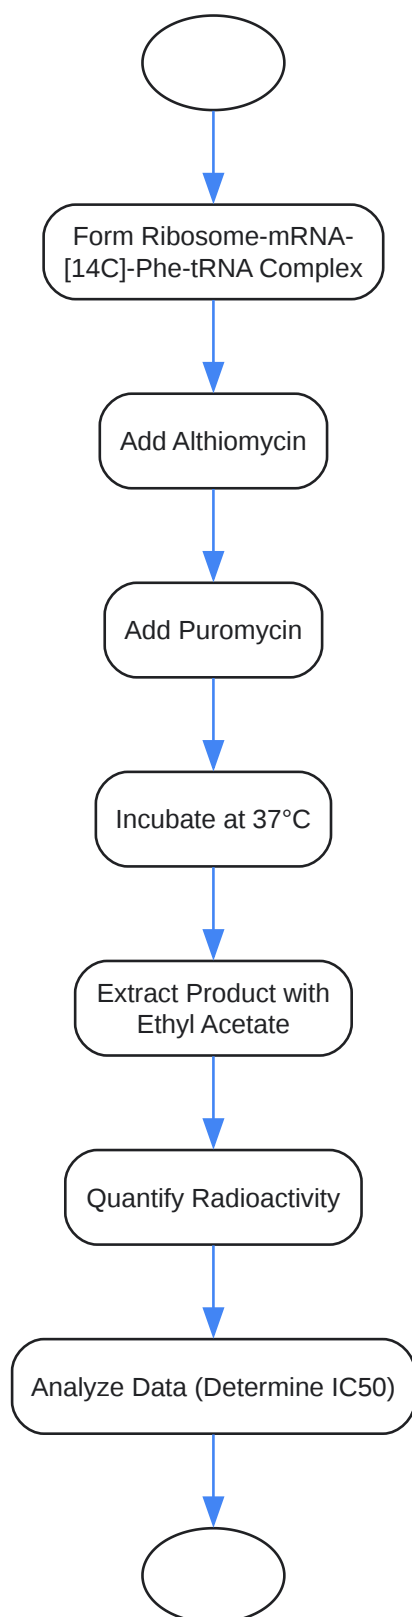 Form Ribosome-mRNA-
[14C]-Phe-tRNA Complex
Add Althiomycin
Add Puromycin
Incubate at 37°C
Extract Product with
Ethyl Acetate
Quantify Radioactivity
Analyze Data (Determine IC50)